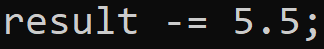 result -= 5.5;